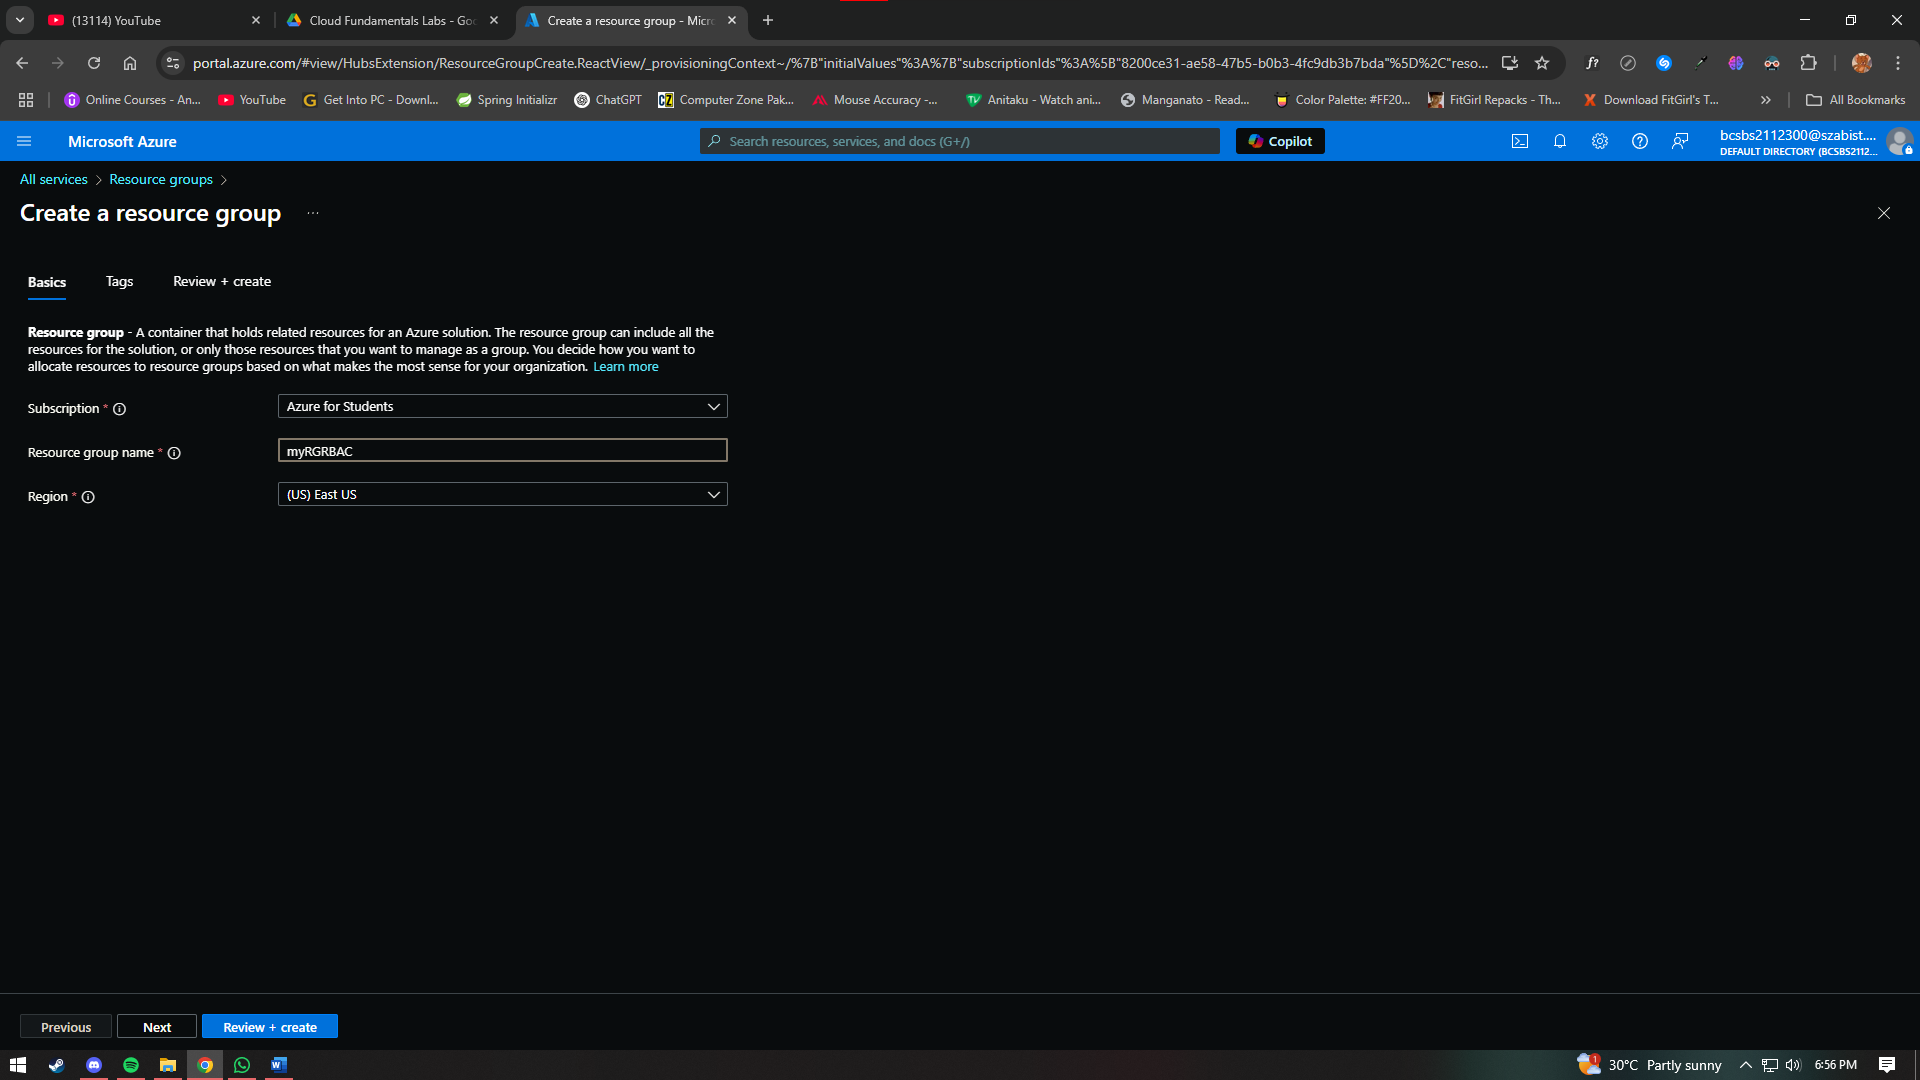 (13114) YouTube
Cloud Fundamentals Labs - Goo
Create a resource group - Micro
portal.azure.com/#view/HubsExtension/ResourceGroupCreate.ReactView/_provisioningContext~/%7B"initialValues"%3A%7B"subscriptionIds"%3A%5B"8200ce31-ae58-47b5-b0b3-4fc9db3b7bda"%5D%2C"reso...
Online Courses - An...
YouTube
Get Into PC - Downl...
Spring Initializr
ChatGPT
Computer Zone Pak...
Mouse Accuracy -...
Anitaku - Watch ani...
Manganato - Read...
Color Palette: #FF20...
FitGirl Repacks - Th...
Download FitGirl's T...
All Bookmarks
Microsoft Azure
Search resources, services, and docs (G+/)
Copilot
bcsbs2112300@szabist....
DEFAULT DIRECTORY (BCSBS2112...
All services > Resource groups >
Create a resource group ...
Basics
Tags
Review + create
Resource group - A container that holds related resources for an Azure solution. The resource group can include all the
resources for the solution, or only those resources that you want to manage as a group. You decide how you want to
allocate resources to resource groups based on what makes the most sense for your organization. Learn more
Subscription *
Azure for Students
Resource group name *
myRGRBAC
Region *
(US) East US
Previous
Next
Review + create
1
30°C Partly sunny
6:56 PM